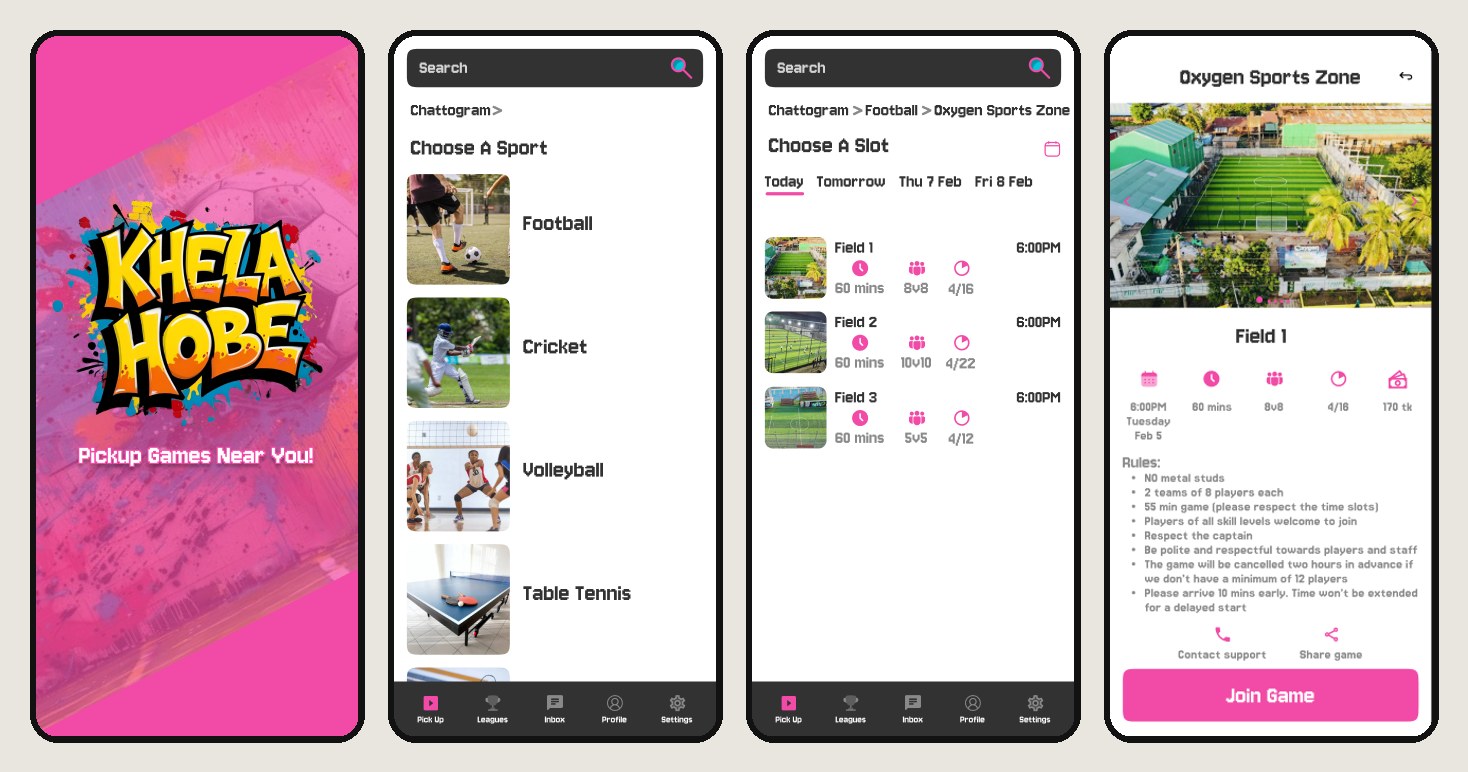 KHELA
HOBE
Pickup Games Near You!
Search
Chattogram>
Choose A Sport
Football
Cricket
Volleyball
Table Tennis
Pick Up
Leagues
Inbox
Profile
Settings
Search
Chattogram >Football >Oxygen Sports Zone
Choose A Slot
Today Tomorrow Thu 7 Feb Fri 8 Feb
Field 1 6:00PM
60 mins 8v8 4/16
Field 2 6:00PM
60 mins 10v10 4/22
Field 3 6:00PM
60 mins 5v5 4/12
Pick Up
Leagues
Inbox
Profile
Settings
Oxygen Sports Zone
Field 1
6:00PM 60 mins 8v8 4/16 170 tk
Tuesday
Feb 5
Rules:
• NO metal studs
• 2 teams of 8 players each
• 55 min game (please respect the time slots)
• Players of all skill levels welcome to join
• Respect the captain
• Be polite and respectful towards players and staff
• The game will be cancelled two hours in advance if
we don't have a minimum of 12 players
• Please arrive 10 mins early. Time won't be extended
for a delayed start
Contact support Share game
Join Game